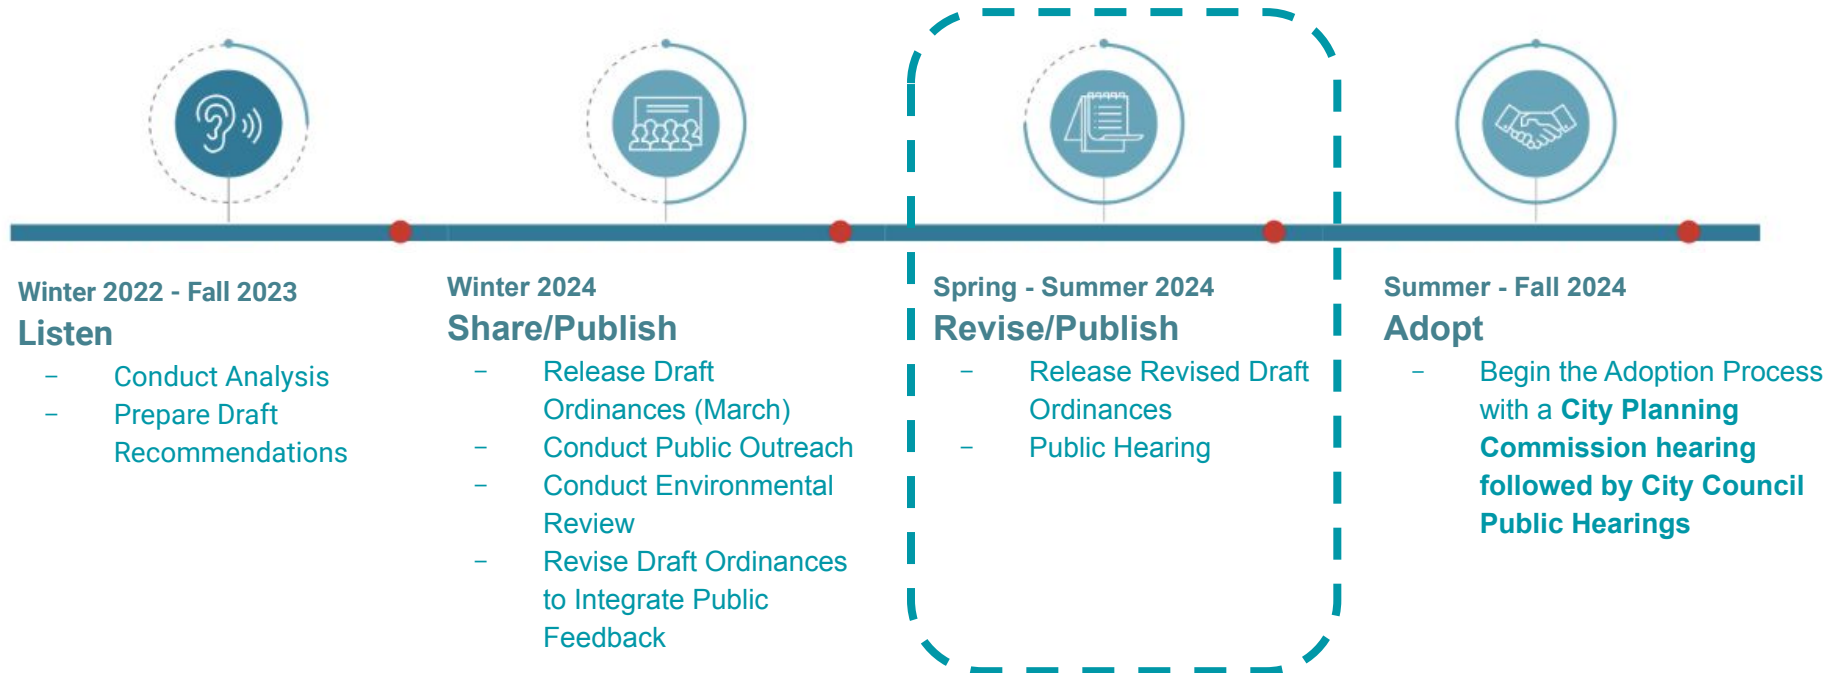 Winter 2022 - Fall 2023
Listen
- Conduct Analysis
- Prepare Draft
Recommendations
Winter 2024
Share/Publish
- Release Draft
Ordinances (March)
- Conduct Public Outreach
- Conduct Environmental
Review
- Revise Draft Ordinances
to Integrate Public
Feedback
Spring - Summer 2024
Revise/Publish
- Release Revised Draft
Ordinances
- Public Hearing
Summer - Fall 2024
Adopt
- Begin the Adoption Process
with a City Planning
Commission hearing
followed by City Council
Public Hearings